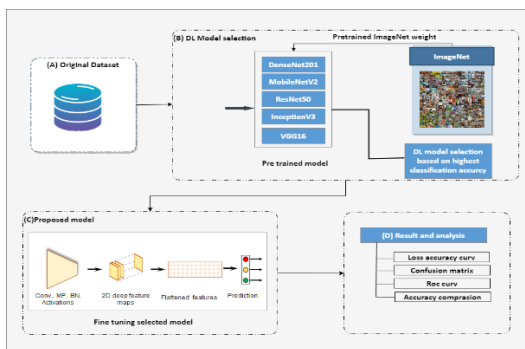 (A) Original Dataset
(B) DL Model selection
Pretrained ImageNet weight
DenseNet201
MobileNetV2
ResNet50
InceptionV3
VGG16
Pre trained model
ImageNet
DL model selection
based on highest
classification accurcy
(C)Proposed model
Conv., MP, BN,
Activations
2D deep feature
maps
Flattened features
Prediction
Fine tuning selected model
(D) Result and analysis
Loss accuracy curv
Confusion matrix
Roc curv
Accuracy comprasion